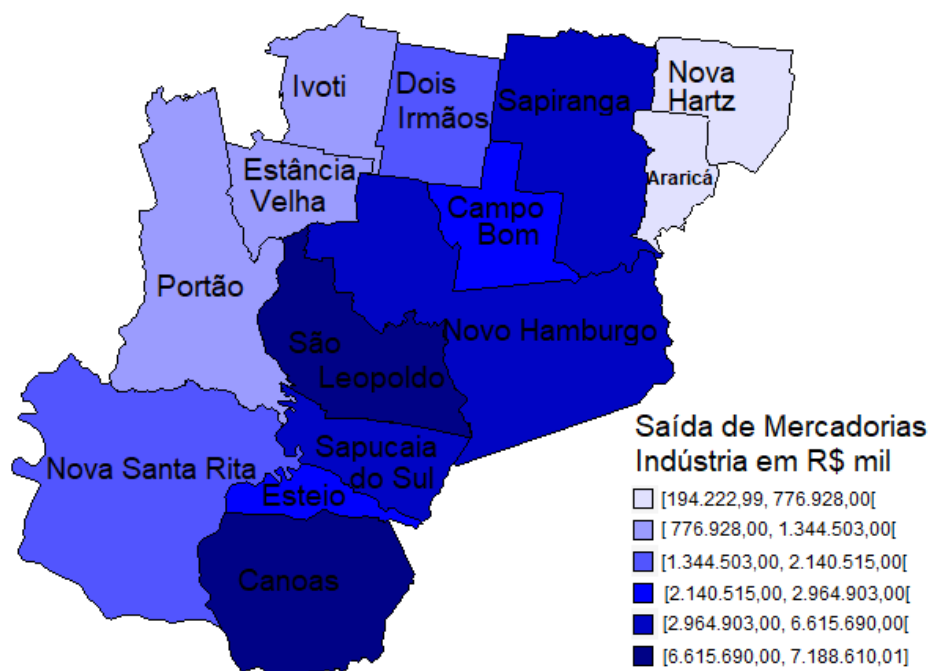 Ivoti
Dois
Irmãos
Sapiranga
Nova
Hartz
Estância
Velha
Araricá
Campo
Bom
Portão
Novo Hamburgo
São
Leopoldo
Nova Santa Rita
Sapucaia
do Sul
Esteio
Canoas
Saída de Mercadorias
Indústria em R$ mil
[194.222,99, 776.928,00[
[ 776.928,00, 1.344.503,00[
[1.344.503,00, 2.140.515,00[
[2.140.515,00, 2.964.903,00[
[2.964.903,00, 6.615.690,00[
[6.615.690,00, 7.188.610,01]